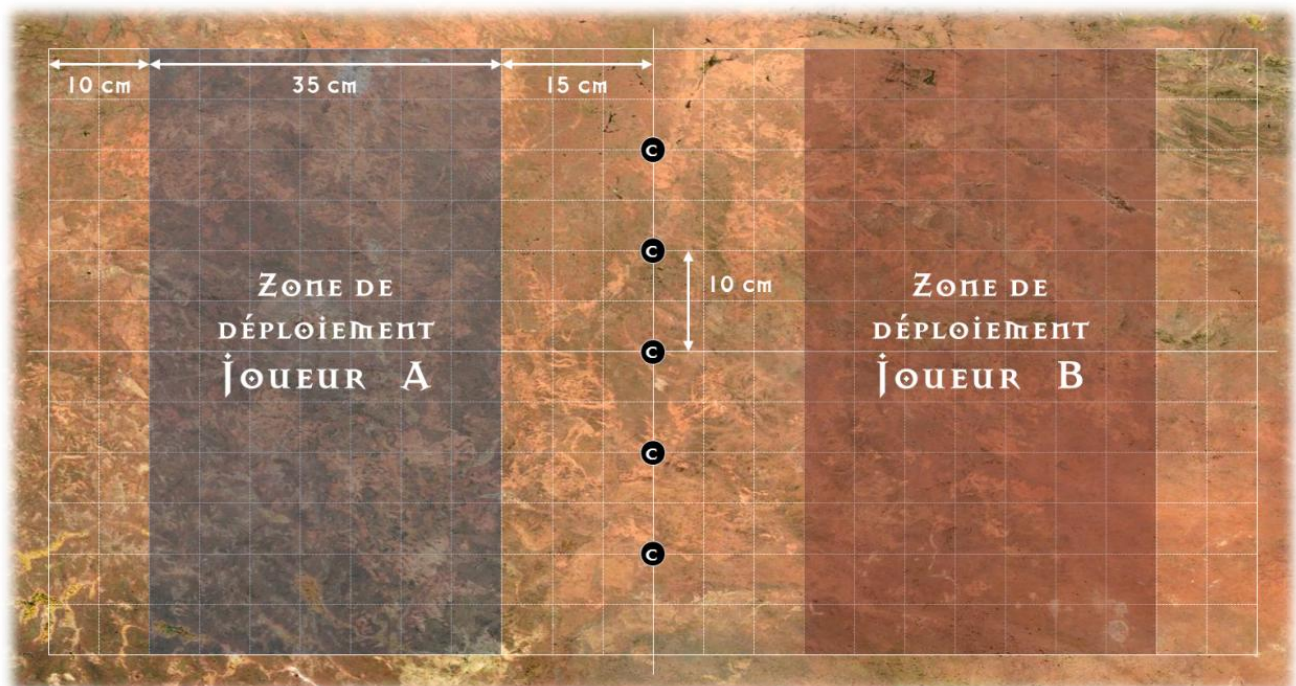 10 cm
35 cm
15 cm
C
C
10 cm
Zone de
déploiement
Joueur A
Zone de
déploiement
Joueur B
C
C
C